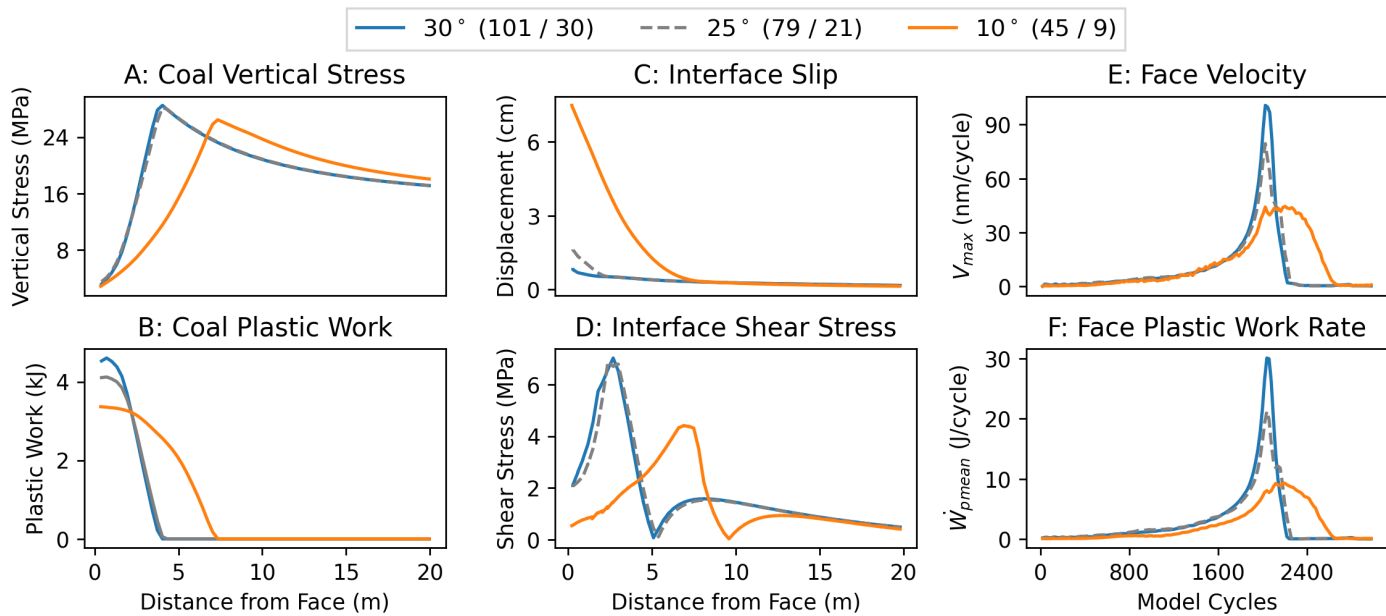 30° (101 / 30) 25° (79 / 21) 10° (45 / 9)
A: Coal Vertical Stress
Vertical Stress (MPa)
24
16
8
C: Interface Slip
Displacement (cm)
6
3
0
E: Face Velocity
V_max (nm/cycle)
90
60
30
0
B: Coal Plastic Work
Plastic Work (kJ)
4
2
0
0 5 10 15 20
Distance from Face (m)
D: Interface Shear Stress
Shear Stress (MPa)
6
4
2
0
0 5 10 15 20
Distance from Face (m)
F: Face Plastic Work Rate
Ẇ_pmean (J/cycle)
30
20
10
0
0 800 1600 2400
Model Cycles